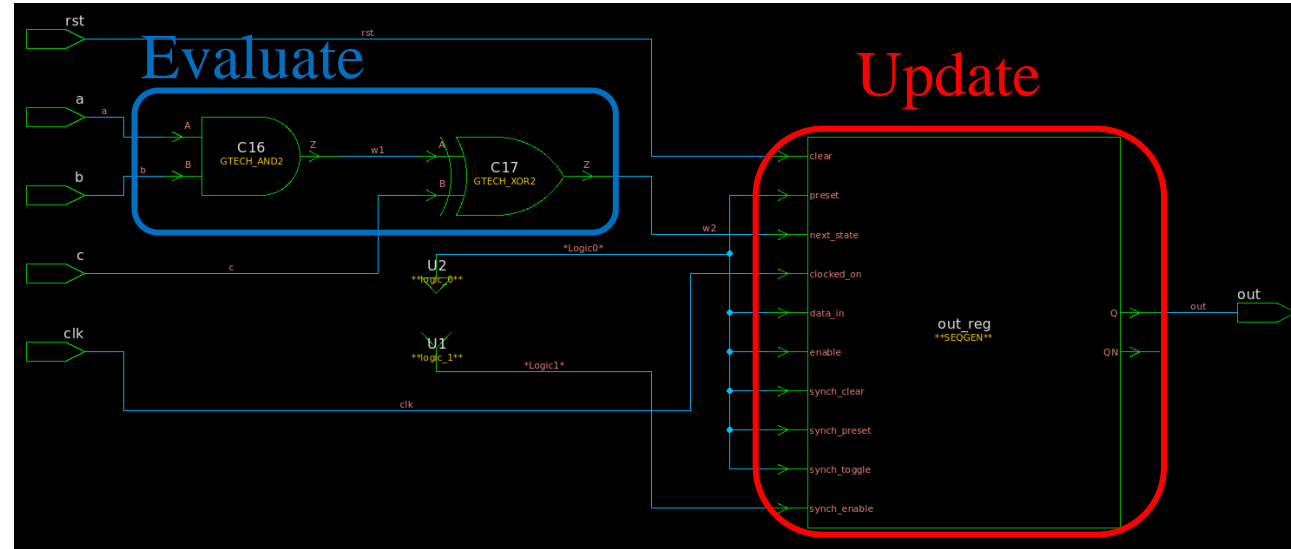 rst
rst
Evaluate
Update
a
a
A
C16
GTECH_AND2
Z
w1
A
C17
GTECH_XOR2
Z
b
b
B
B
clear
preset
w2
next_state
c
c
*Logic0*
U2
**logic_0**
clocked_on
data_in
out_reg
**SEQGEN**
Q
out
out
clk
U1
**logic_1**
*Logic1*
enable
QN
clk
synch_clear
synch_preset
synch_toggle
synch_enable